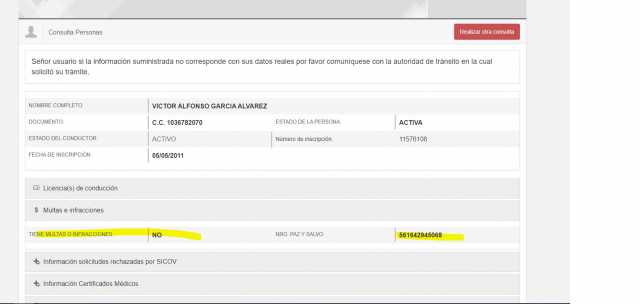 Consulta Personas
Realizar otra consulta
Señor usuario si la información suministrada no corresponde con sus datos reales por favor comuniquese con la autoridad de tránsito en la cual
solicitó su trámite.
NOMBRE COMPLETO: VICTOR ALFONSO GARCIA ALVAREZ
DOCUMENTO: C.C. 1036782070 ESTADO DE LA PERSONA: ACTIVA
ESTADO DEL CONDUCTOR: ACTIVO Número de inscripción: 11576108
FECHA DE INSCRIPCIÓN: 05/05/2011
Licencia(s) de conducción
$ Multas e infracciones
TIENE MULTAS O INFRACCIONES: NO NRO. PAZ Y SALVO: 561642945068
Información solicitudes rechazadas por SICOV
Información Certificados Médicos